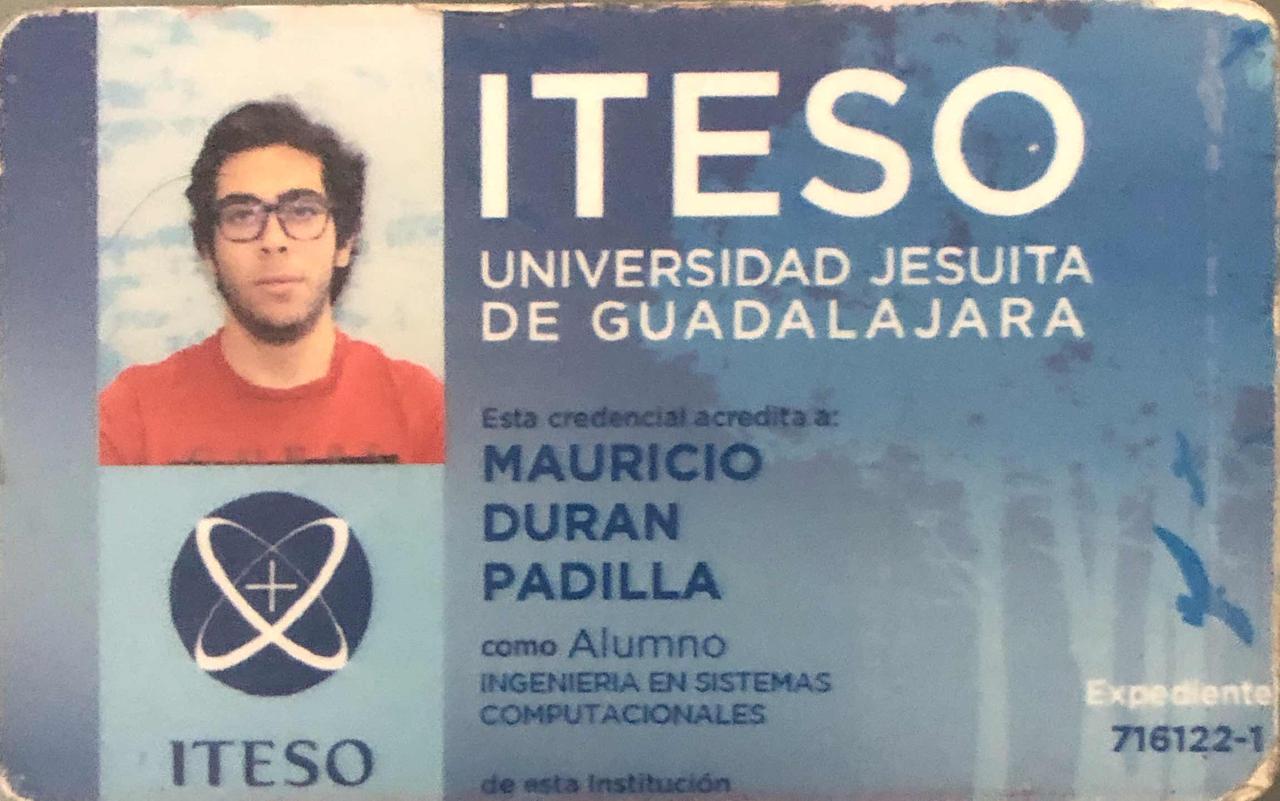 ITESO
UNIVERSIDAD JESUITA
DE GUADALAJARA
Esta credencial acredita a:
MAURICIO
DURAN
PADILLA
como Alumno
INGENIERIA EN SISTEMAS
COMPUTACIONALES
de esta Institución
Expediente
716122-1
ITESO